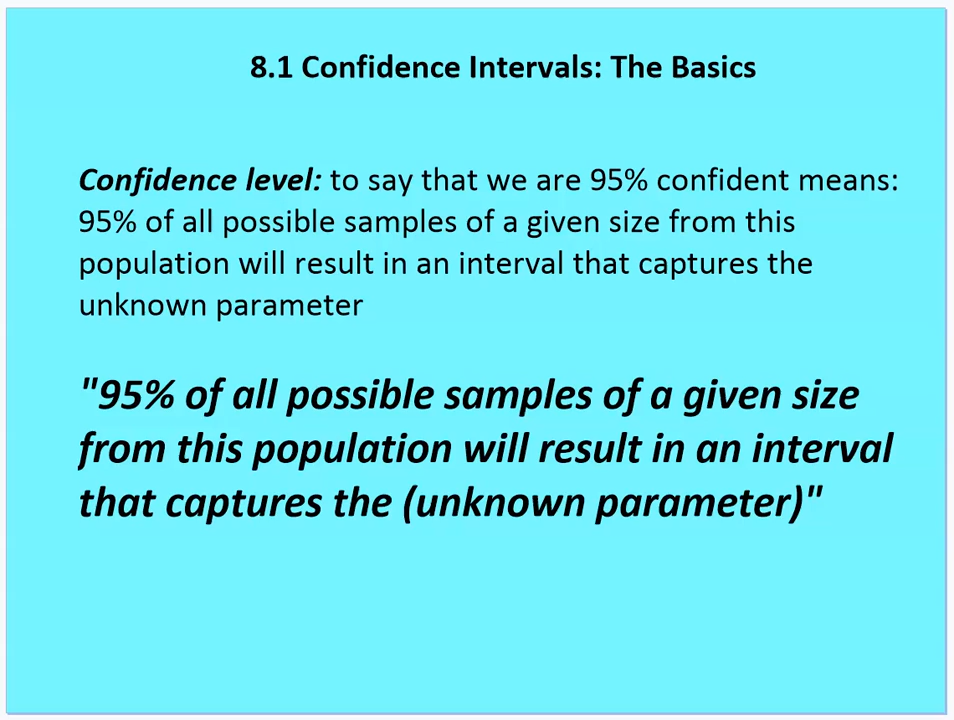 8.1 Confidence Intervals: The Basics
Confidence level: to say that we are 95% confident means:
95% of all possible samples of a given size from this
population will result in an interval that captures the
unknown parameter
"95% of all possible samples of a given size
from this population will result in an interval
that captures the (unknown parameter)"